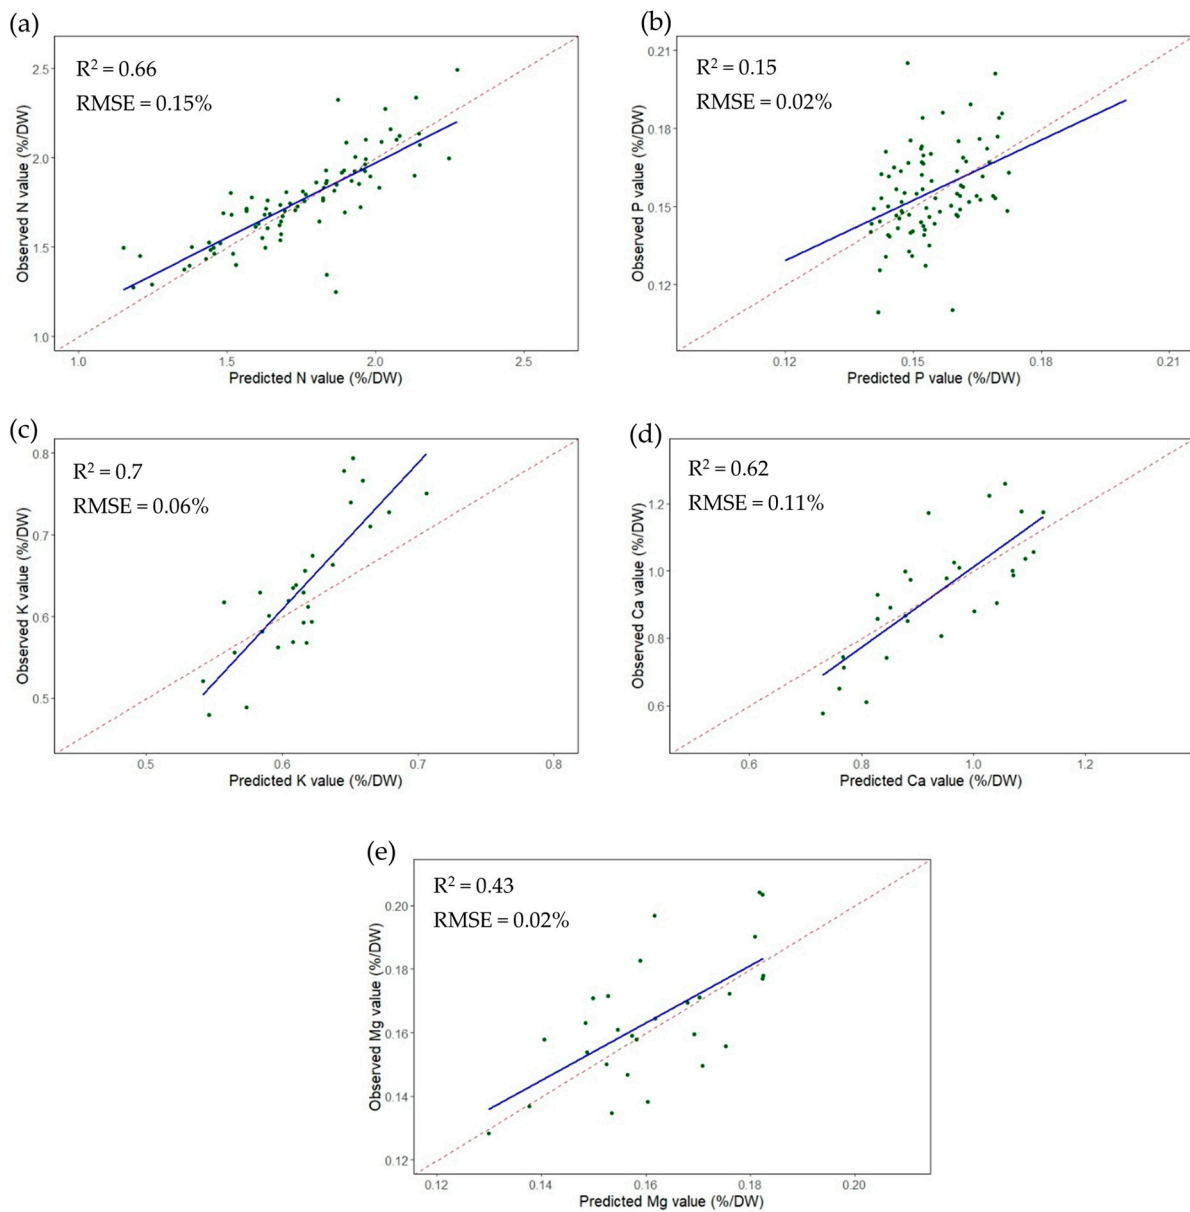 (a)
R² = 0.66
RMSE = 0.15%
Observed N value (%/DW)
2.5
2.0
1.5
1.0
1.0 1.5 2.0 2.5
Predicted N value (%/DW)
(b)
R² = 0.15
RMSE = 0.02%
Observed P value (%/DW)
0.21
0.18
0.15
0.12
0.12 0.15 0.18 0.21
Predicted P value (%/DW)
(c)
R² = 0.7
RMSE = 0.06%
Observed K value (%/DW)
0.8
0.7
0.6
0.5
0.5 0.6 0.7 0.8
Predicted K value (%/DW)
(d)
R² = 0.62
RMSE = 0.11%
Observed Ca value (%/DW)
1.2
1.0
0.8
0.6
0.6 0.8 1.0 1.2
Predicted Ca value (%/DW)
(e)
R² = 0.43
RMSE = 0.02%
Observed Mg value (%/DW)
0.20
0.18
0.16
0.14
0.12
0.12 0.14 0.16 0.18 0.20
Predicted Mg value (%/DW)